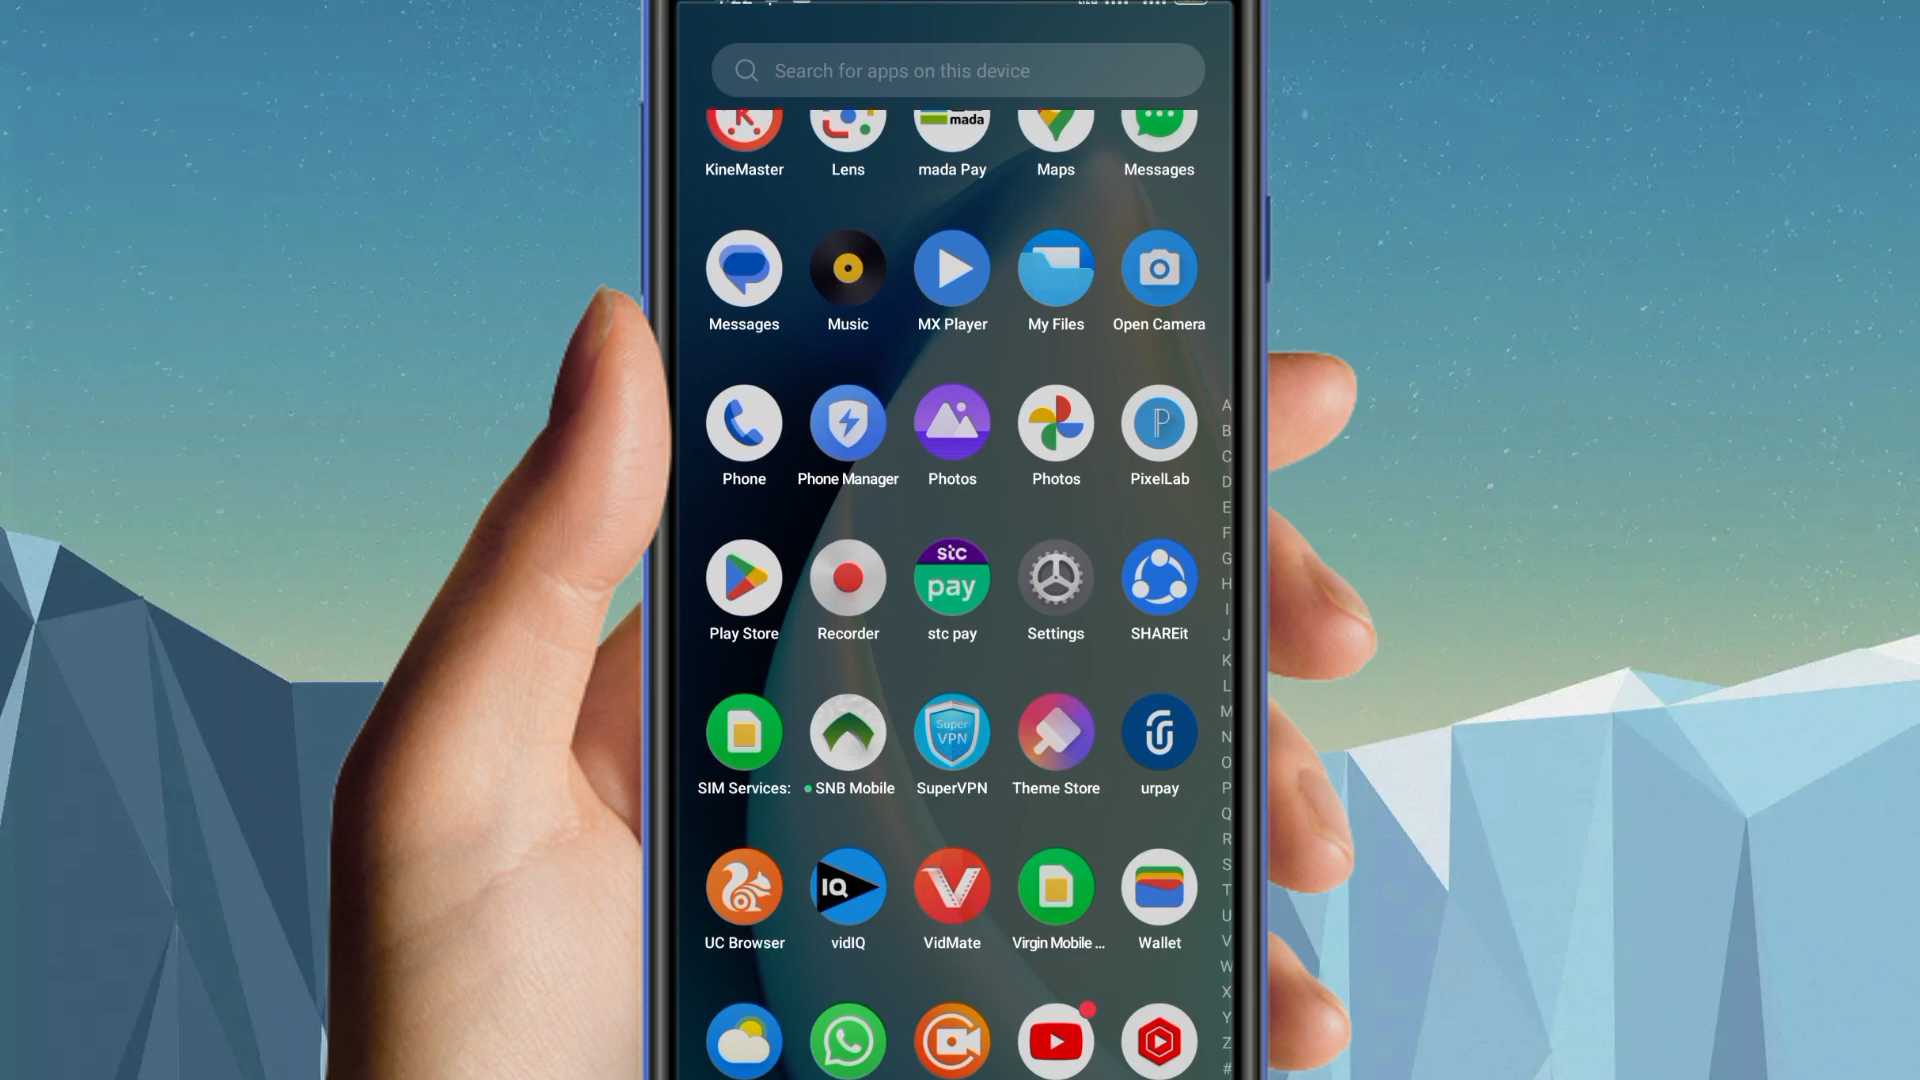 Search for apps on this device
mada
KineMaster Lens mada Pay Maps Messages
Messages Music MX Player My Files Open Camera
Phone Phone Manager Photos Photos PixelLab
stc
pay
Play Store Recorder stc pay Settings SHAREit
Super
VPN
SIM Services: SNB Mobile SuperVPN Theme Store urpay
IQ
UC Browser vidIQ VidMate Virgin Mobile ... Wallet
A
B
C
D
E
F
G
H
I
J
K
L
M
N
O
P
Q
R
S
T
U
V
W
X
Y
Z
#